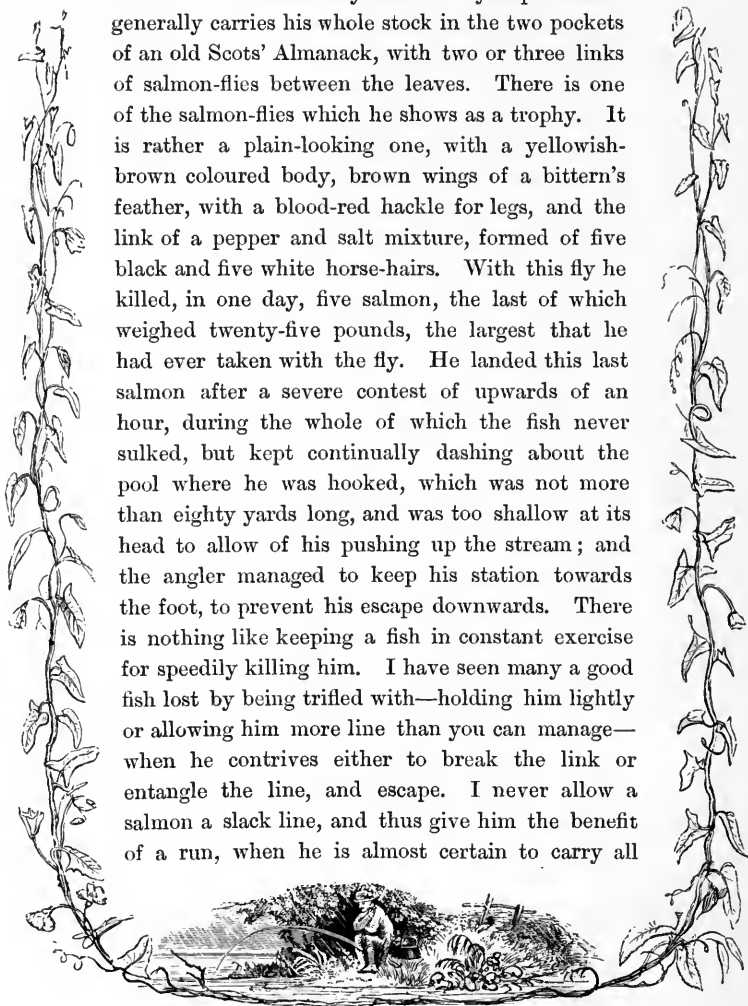 generally carries his whole stock in the two pockets
of an old Scots' Almanack, with two or three links
of salmon-flies between the leaves. There is one
of the salmon-flies which he shows as a trophy. It
is rather a plain-looking one, with a yellowish-
brown coloured body, brown wings of a bittern's
feather, with a blood-red hackle for legs, and the
link of a pepper and salt mixture, formed of five
black and five white horse-hairs. With this fly he
killed, in one day, five salmon, the last of which
weighed twenty-five pounds, the largest that he
had ever taken with the fly. He landed this last
salmon after a severe contest of upwards of an
hour, during the whole of which the fish never
sulked, but kept continually dashing about the
pool where he was hooked, which was not more
than eighty yards long, and was too shallow at its
head to allow of his pushing up the stream; and
the angler managed to keep his station towards
the foot, to prevent his escape downwards. There
is nothing like keeping a fish in constant exercise
for speedily killing him. I have seen many a good
fish lost by being trifled with—holding him lightly
or allowing him more line than you can manage—
when he contrives either to break the link or
entangle the line, and escape. I never allow a
salmon a slack line, and thus give him the benefit
of a run, when he is almost certain to carry all